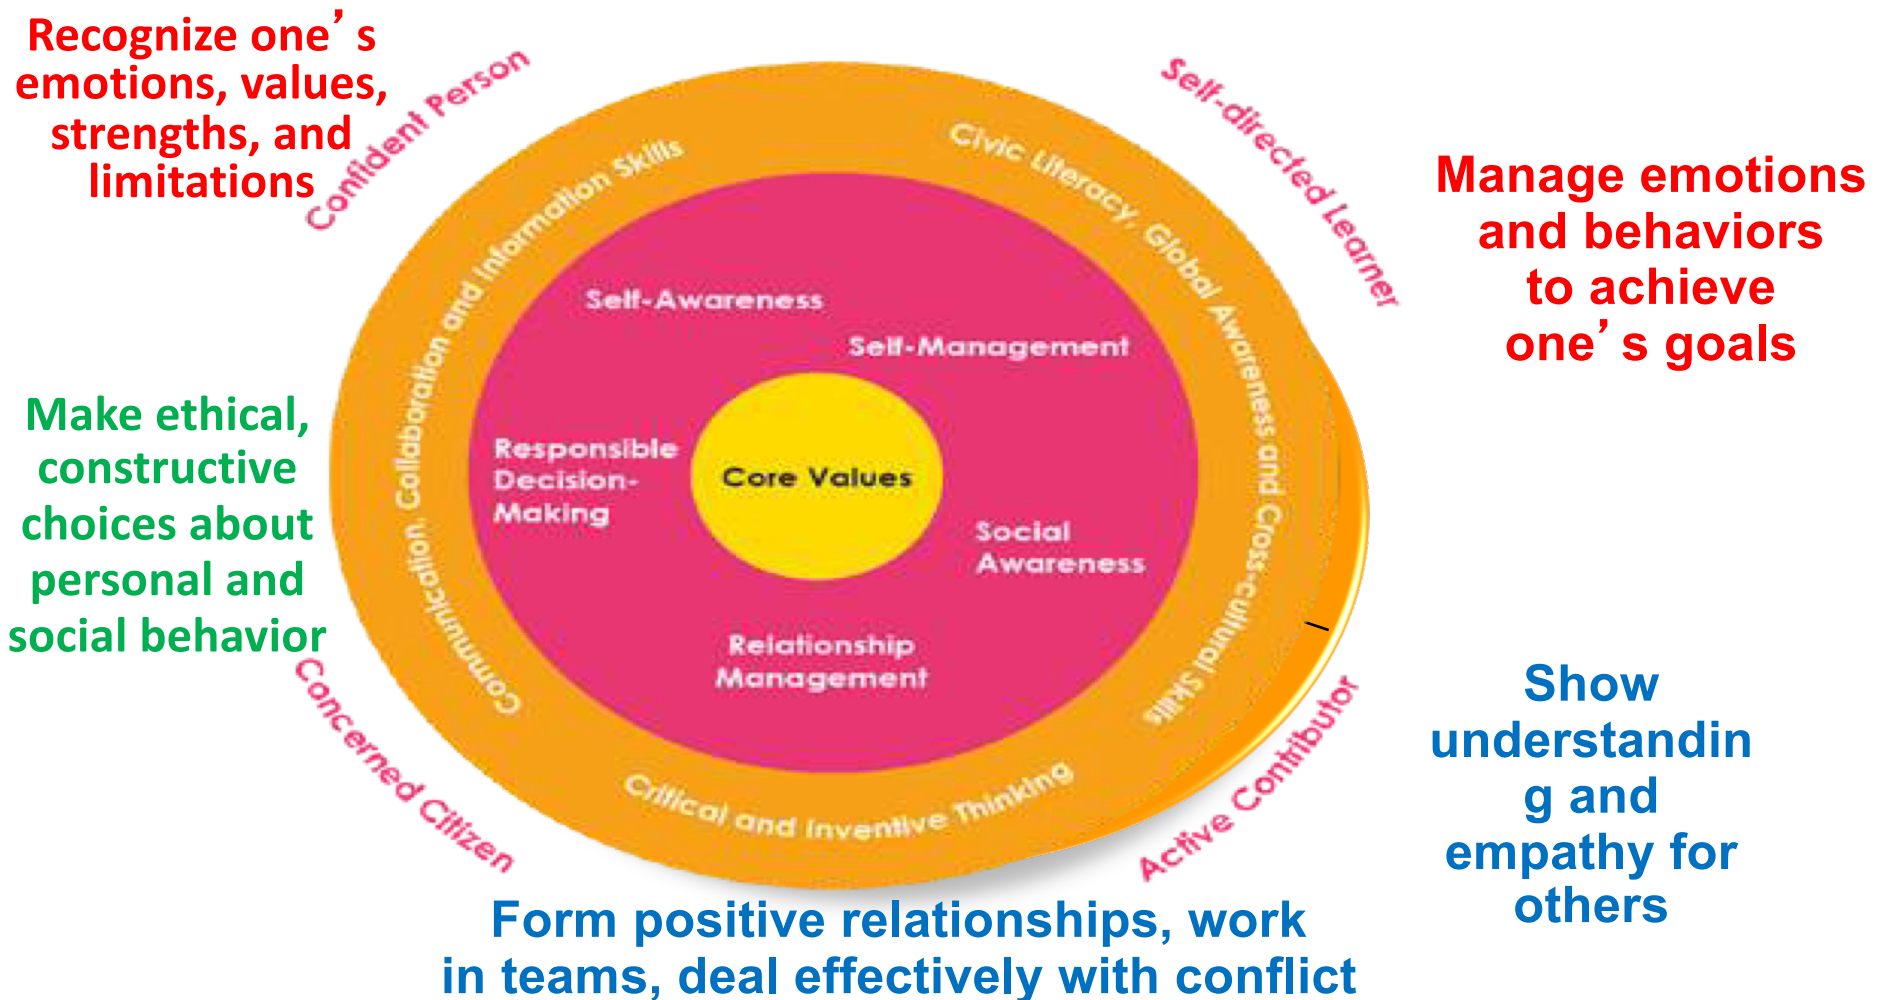 Recognize one’s
emotions, values,
strengths, and
limitations
Confident Person
Self-directed Learner
Manage emotions
and behaviors
to achieve
one’s goals
Communication, Collaboration and Information Skills
Civic Literacy, Global Awareness and Cross-cultural Skills
Self-Awareness
Self-Management
Make ethical,
constructive
choices about
personal and
social behavior
Responsible
Decision-
Making
Core Values
Social
Awareness
Relationship
Management
Critical and Inventive Thinking
Concerned Citizen
Active Contributor
Show
understandin
g and
empathy for
others
Form positive relationships, work
in teams, deal effectively with conflict